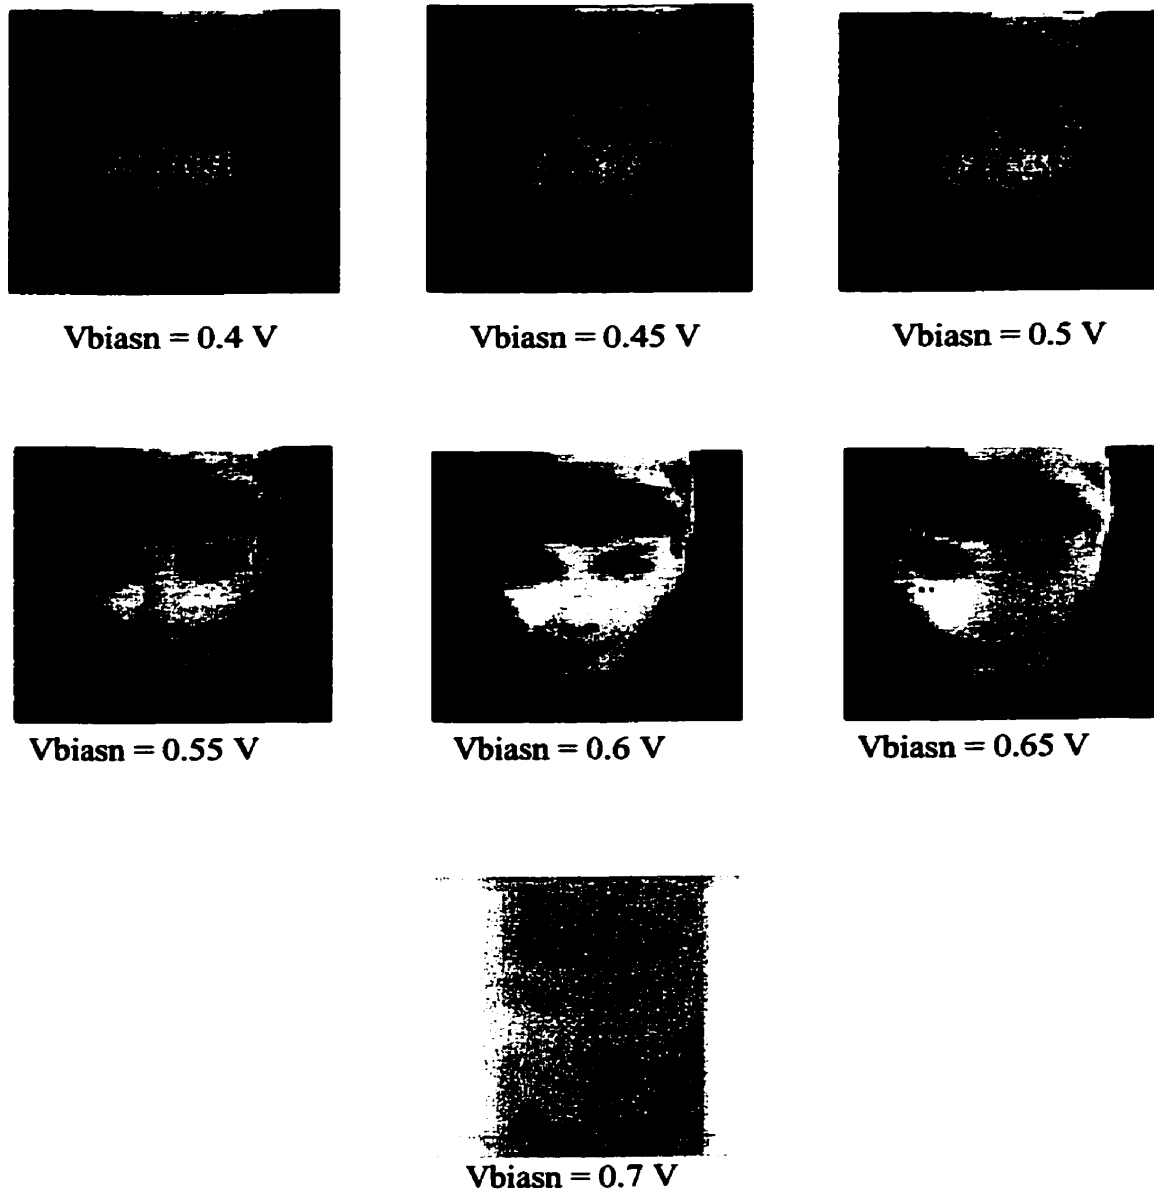 Vbiasn = 0.4 V
Vbiasn = 0.45 V
Vbiasn = 0.5 V
Vbiasn = 0.55 V
Vbiasn = 0.6 V
Vbiasn = 0.65 V
Vbiasn = 0.7 V